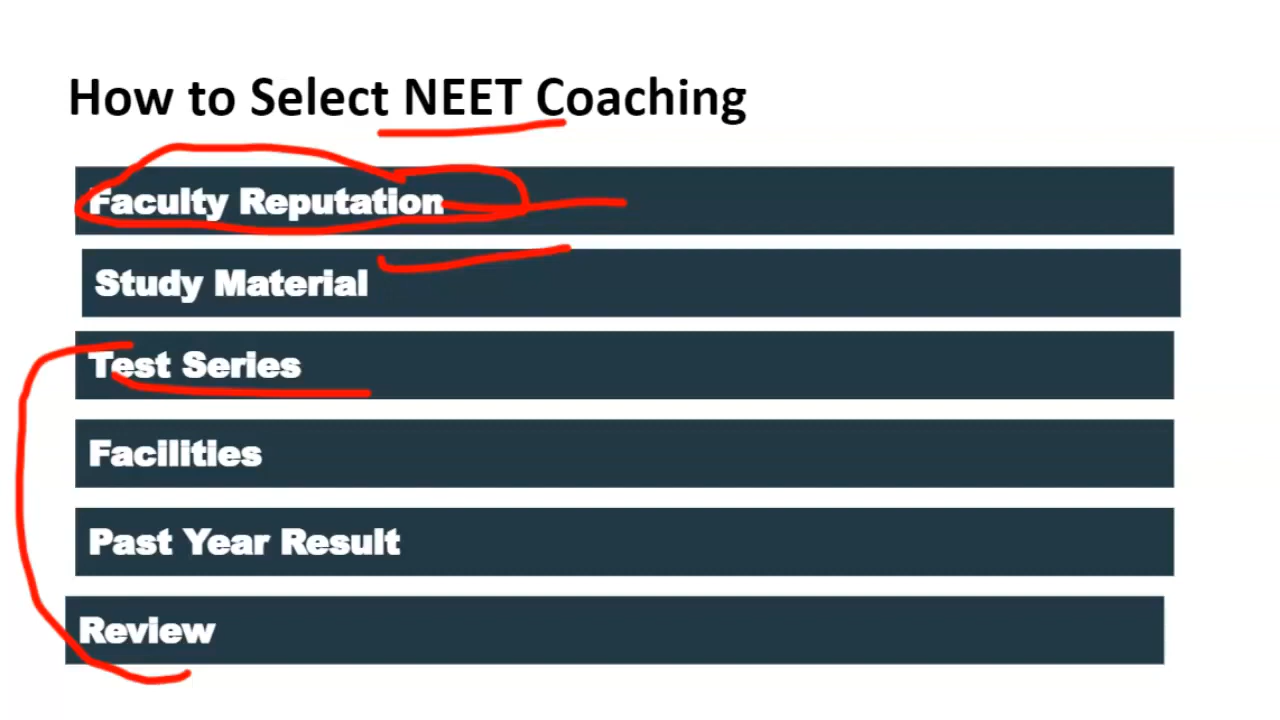 How to Select NEET Coaching
Faculty Reputation
Study Material
Test Series
Facilities
Past Year Result
Review